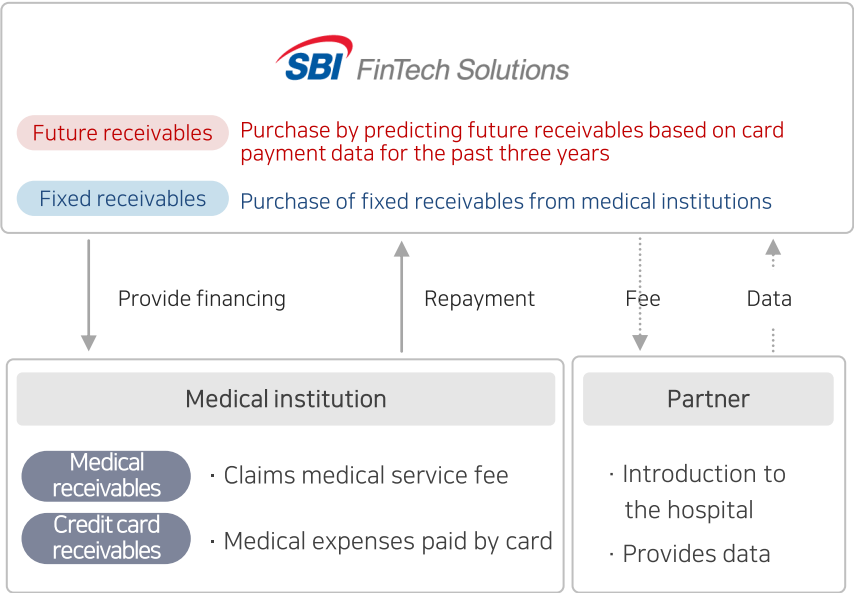 SBI FinTech Solutions
Future receivables
Purchase by predicting future receivables based on card
payment data for the past three years
Fixed receivables
Purchase of fixed receivables from medical institutions
Provide financing
Repayment
Fee
Data
Medical institution
Medical
receivables
· Claims medical service fee
Credit card
receivables
· Medical expenses paid by card
Partner
· Introduction to
the hospital
· Provides data